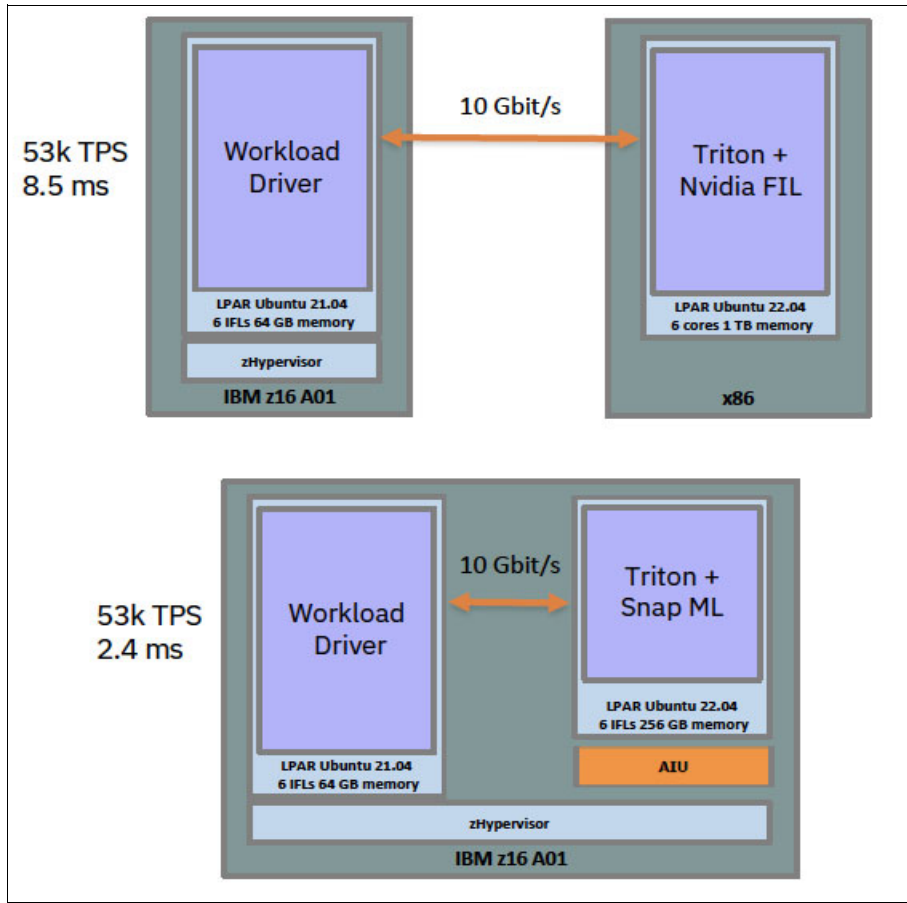 53k TPS
8.5 ms
Workload
Driver
LPAR Ubuntu 21.04
6 IFLs 64 GB memory
zHypervisor
IBM z16 A01
10 Gbit/s
Triton +
Nvidia FIL
LPAR Ubuntu 22.04
6 cores 1 TB memory
x86
53k TPS
2.4 ms
Workload
Driver
LPAR Ubuntu 21.04
6 IFLs 64 GB memory
10 Gbit/s
Triton +
Snap ML
LPAR Ubuntu 22.04
6 IFLs 256 GB memory
AIU
zHypervisor
IBM z16 A01